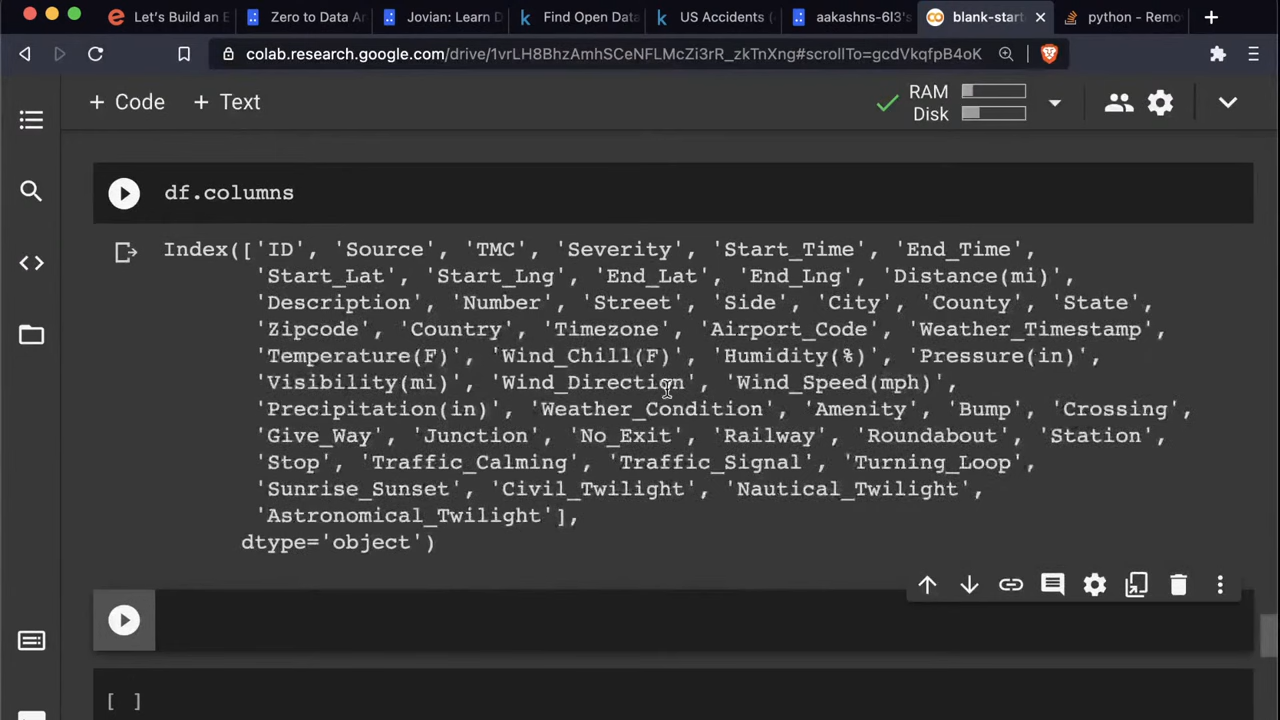 Let's Build an E
Zero to Data Ar
Jovian: Learn D
Find Open Data
US Accidents (
aakashns-6l3's
blank-start
python - Remo
colab.research.google.com/drive/1vrLH8BhzAmhSCeNFLMcZi3rR_zkTnXng#scrollTo=gcdVkqfpB4oK
+ Code + Text
RAM
Disk
df.columns
Index(['ID', 'Source', 'TMC', 'Severity', 'Start_Time', 'End_Time',
'Start_Lat', 'Start_Lng', 'End_Lat', 'End_Lng', 'Distance(mi)',
'Description', 'Number', 'Street', 'Side', 'City', 'County', 'State',
'Zipcode', 'Country', 'Timezone', 'Airport_Code', 'Weather_Timestamp',
'Temperature(F)', 'Wind_Chill(F)', 'Humidity(%)', 'Pressure(in)',
'Visibility(mi)', 'Wind_Direction', 'Wind_Speed(mph)',
'Precipitation(in)', 'Weather_Condition', 'Amenity', 'Bump', 'Crossing',
'Give_Way', 'Junction', 'No_Exit', 'Railway', 'Roundabout', 'Station',
'Stop', 'Traffic_Calming', 'Traffic_Signal', 'Turning_Loop',
'Sunrise_Sunset', 'Civil_Twilight', 'Nautical_Twilight',
'Astronomical_Twilight'],
dtype='object')
[ ]